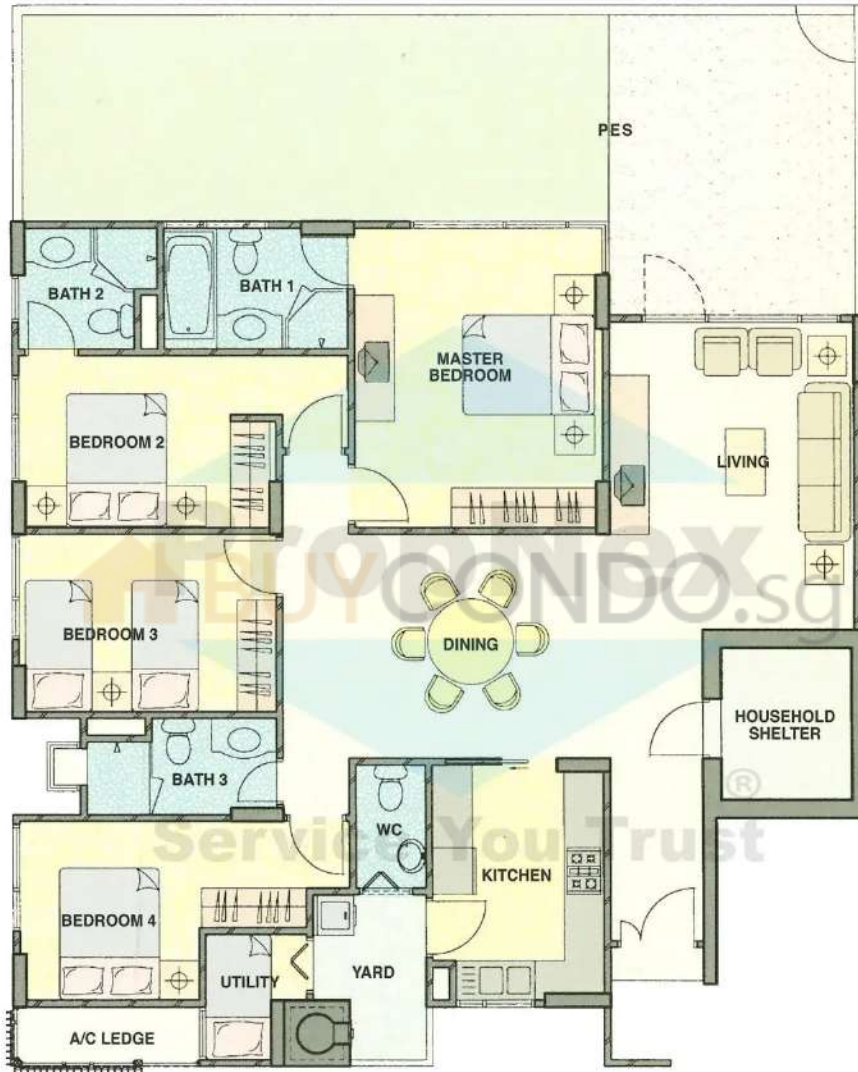 PES
BATH 2
BATH 1
MASTER
BEDROOM
BEDROOM 2
LIVING
PropNex
BUYCONDO.sg
BEDROOM 3
DINING
HOUSEHOLD
SHELTER
BATH 3
®
WC
Service You Trust
KITCHEN
BEDROOM 4
UTILITY
YARD
A/C LEDGE